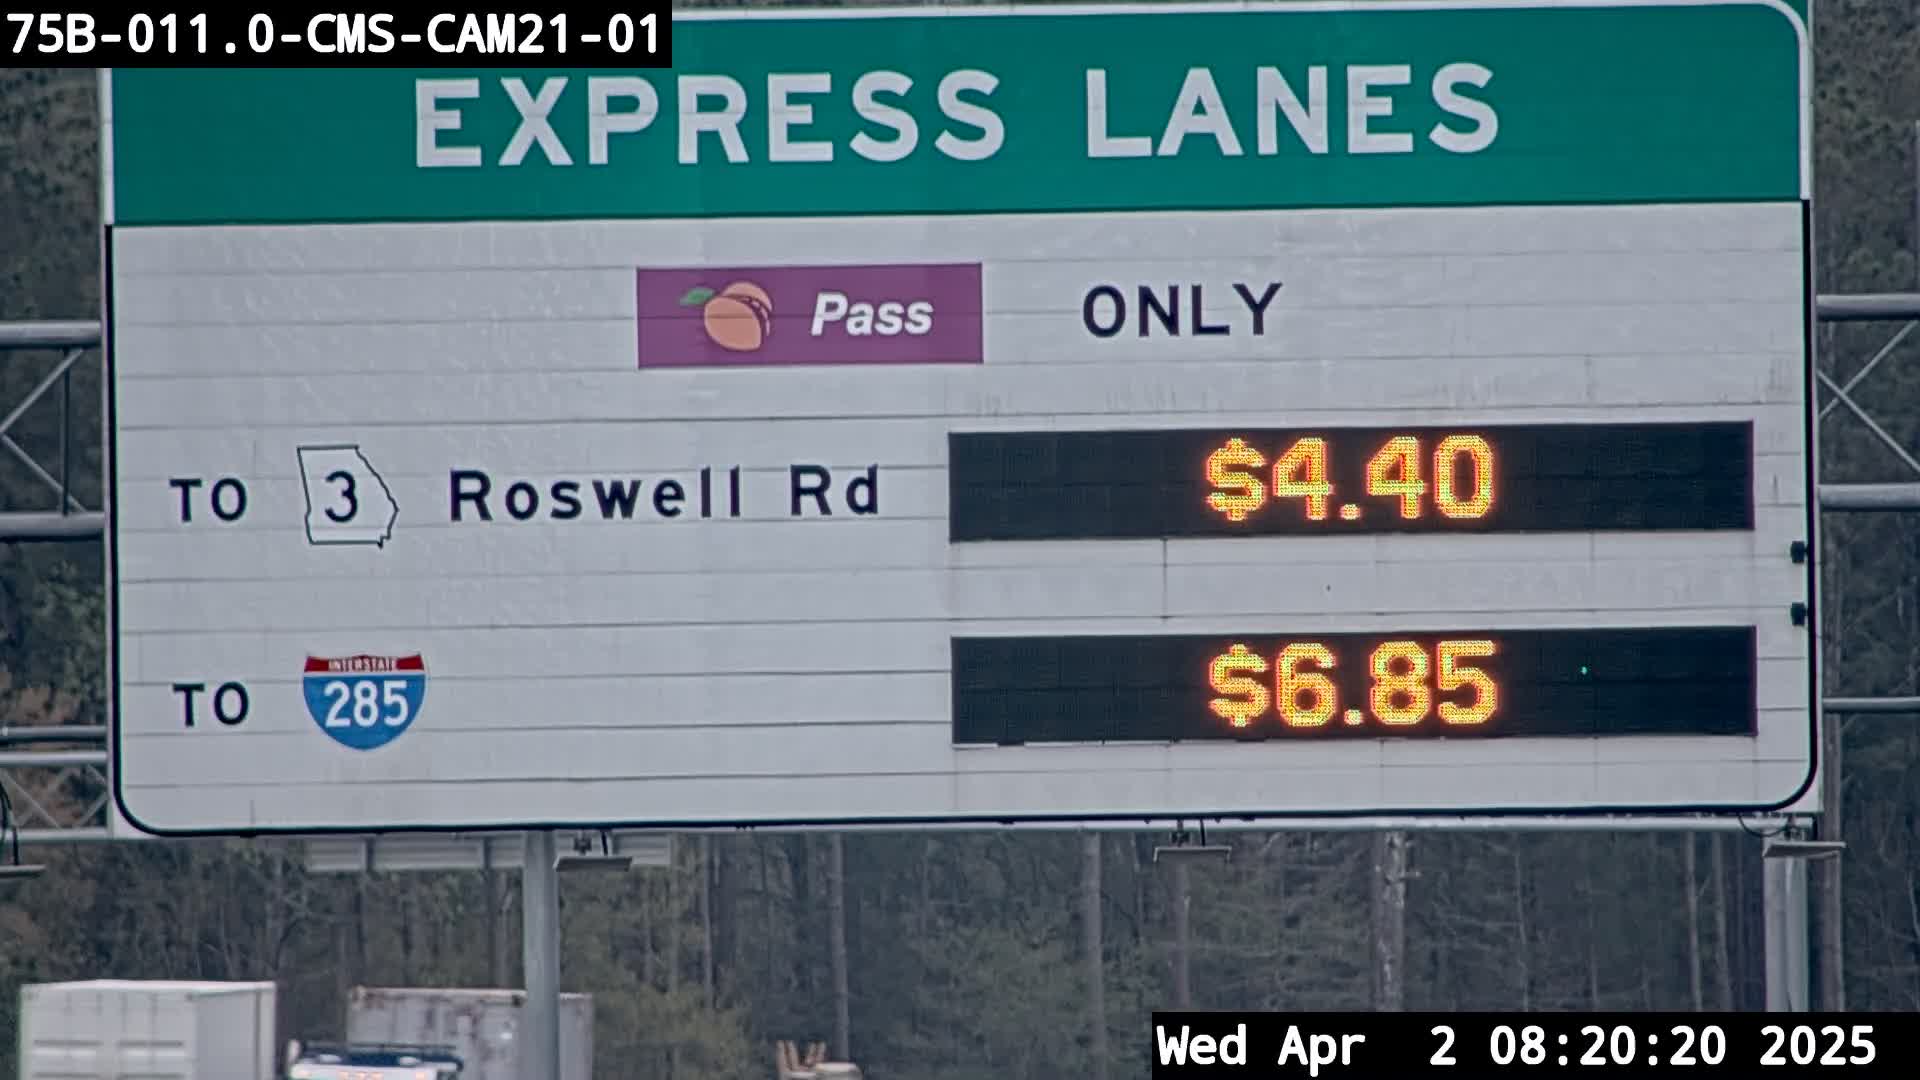 75B-011.0-CMS-CAM21-01
EXPRESS LANES
Pass ONLY
TO 3 Roswell Rd $4.40
TO INTERSTATE 285 $6.85
Wed Apr 2 08:20:20 2025